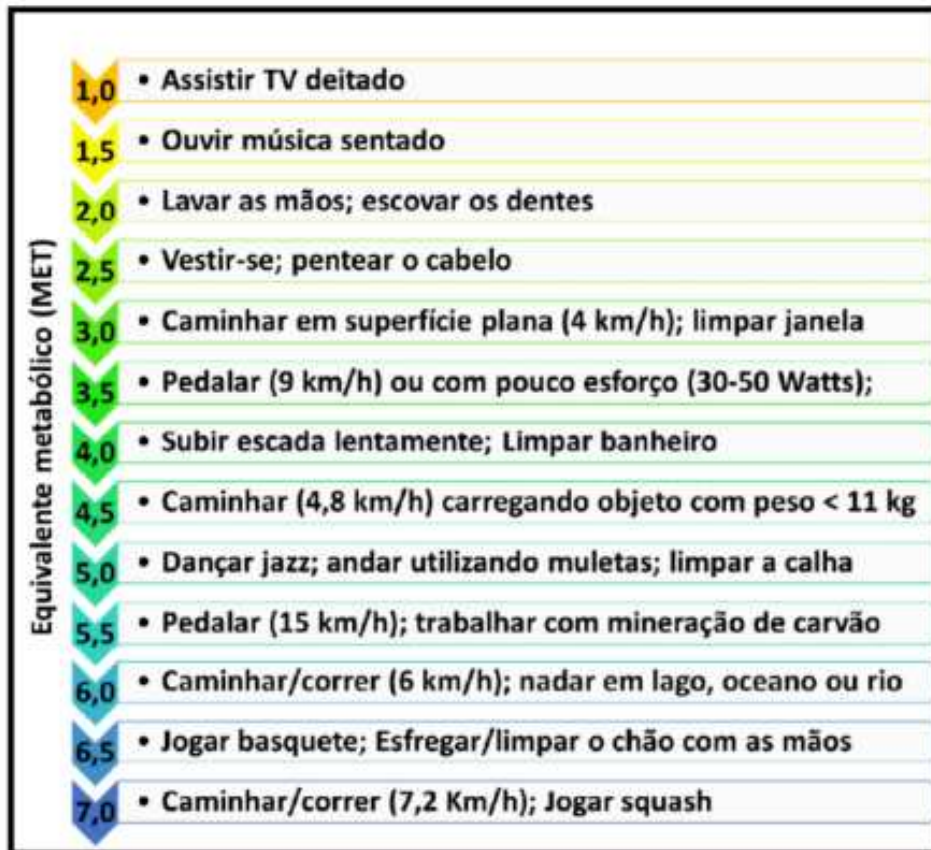 Equivalente metabólico (MET)
1,0 • Assistir TV deitado
1,5 • Ouvir música sentado
2,0 • Lavar as mãos; escovar os dentes
2,5 • Vestir-se; pentear o cabelo
3,0 • Caminhar em superfície plana (4 km/h); limpar janela
3,5 • Pedalar (9 km/h) ou com pouco esforço (30-50 Watts);
4,0 • Subir escada lentamente; Limpar banheiro
4,5 • Caminhar (4,8 km/h) carregando objeto com peso < 11 kg
5,0 • Dançar jazz; andar utilizando muletas; limpar a calha
5,5 • Pedalar (15 km/h); trabalhar com mineração de carvão
6,0 • Caminhar/correr (6 km/h); nadar em lago, oceano ou rio
6,5 • Jogar basquete; Esfregar/limpar o chão com as mãos
7,0 • Caminhar/correr (7,2 Km/h); Jogar squash